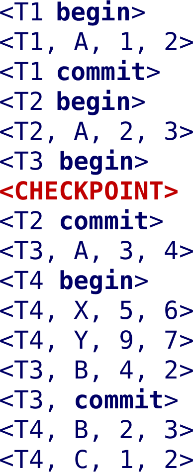 <T1 begin>
<T1, A, 1, 2>
<T1 commit>
<T2 begin>
<T2, A, 2, 3>
<T3 begin>
<CHECKPOINT>
<T2 commit>
<T3, A, 3, 4>
<T4 begin>
<T4, X, 5, 6>
<T4, Y, 9, 7>
<T3, B, 4, 2>
<T3, commit>
<T4, B, 2, 3>
<T4, C, 1, 2>